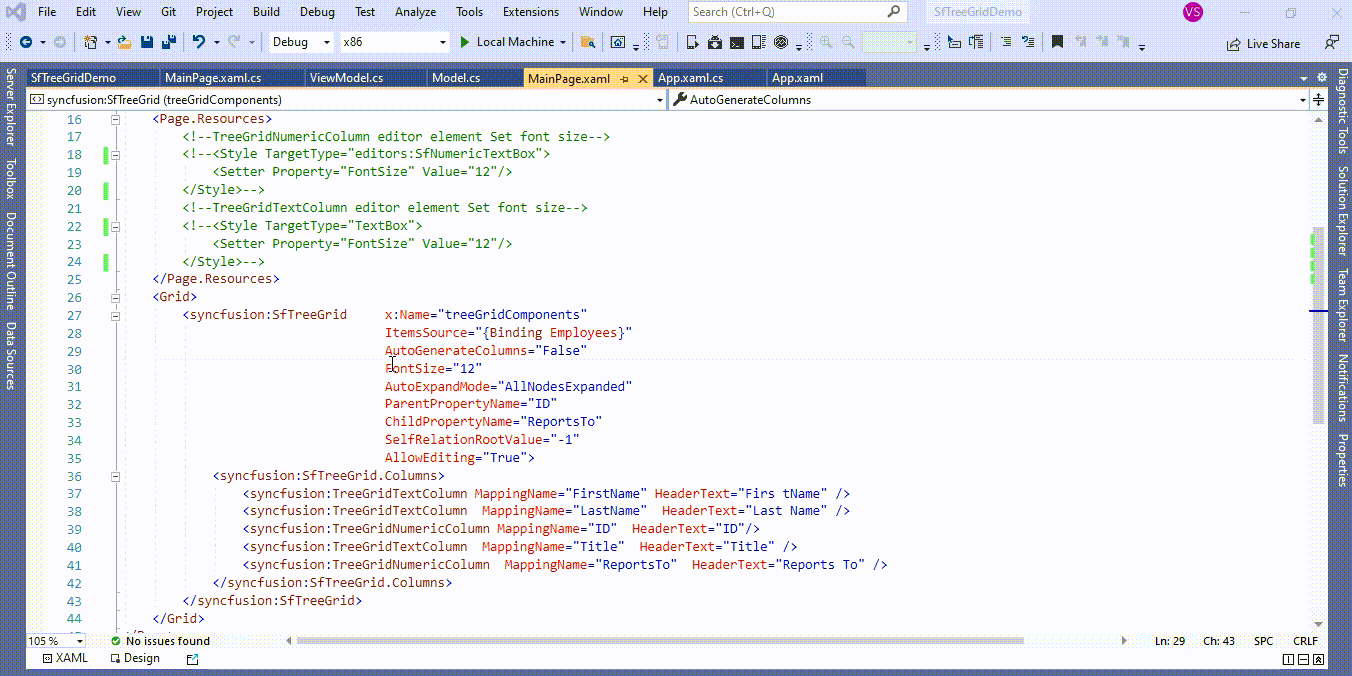 File Edit View Git Project Build Debug Test Analyze Tools Extensions Window Help Search (Ctrl+Q) SfTreeGridDemo VS
Debug x86 Local Machine Live Share
SfTreeGridDemo MainPage.xaml.cs ViewModel.cs Model.cs MainPage.xaml App.xaml.cs App.xaml
syncfusion:SfTreeGrid (treeGridComponents) AutoGenerateColumns
Server Explorer
Toolbox
Document Outline
Data Sources
16 <Page.Resources>
17 <!--TreeGridNumericColumn editor element Set font size-->
18 <!--<Style TargetType="editors:SfNumericTextBox">
19 <Setter Property="FontSize" Value="12"/>
20 </Style>-->
21 <!--TreeGridTextColumn editor element Set font size-->
22 <!--<Style TargetType="TextBox">
23 <Setter Property="FontSize" Value="12"/>
24 </Style>-->
25 </Page.Resources>
26 <Grid>
27 <syncfusion:SfTreeGrid x:Name="treeGridComponents"
28 ItemsSource="{Binding Employees}"
29 AutoGenerateColumns="False"
30 FontSize="12"
31 AutoExpandMode="AllNodesExpanded"
32 ParentPropertyName="ID"
33 ChildPropertyName="ReportsTo"
34 SelfRelationRootValue="-1"
35 AllowEditing="True">
36 <syncfusion:SfTreeGrid.Columns>
37 <syncfusion:TreeGridTextColumn MappingName="FirstName" HeaderText="Firs tName" />
38 <syncfusion:TreeGridTextColumn MappingName="LastName" HeaderText="Last Name" />
39 <syncfusion:TreeGridNumericColumn MappingName="ID" HeaderText="ID"/>
40 <syncfusion:TreeGridTextColumn MappingName="Title" HeaderText="Title" />
41 <syncfusion:TreeGridNumericColumn MappingName="ReportsTo" HeaderText="Reports To" />
42 </syncfusion:SfTreeGrid.Columns>
43 </syncfusion:SfTreeGrid>
44 </Grid>
Diagnostic Tools
Solution Explorer
Team Explorer
Notifications
Properties
105 % No issues found Ln: 29 Ch: 43 SPC CRLF
XAML Design